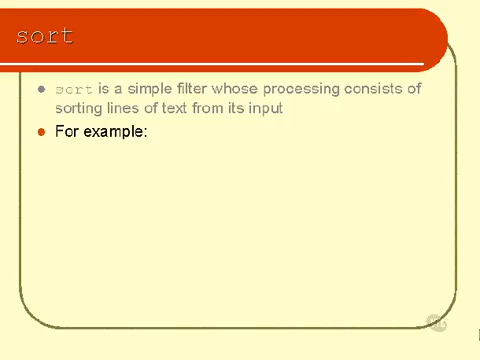 sort
sort is a simple filter whose processing consists of
sorting lines of text from its input
For example: